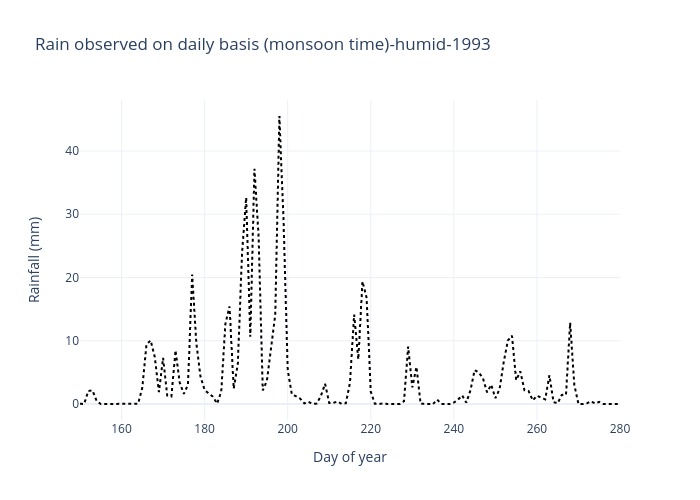 Rain observed on daily basis (monsoon time)-humid-1993
Rainfall (mm)
40
30
20
10
0
160 180 200 220 240 260 280
Day of year